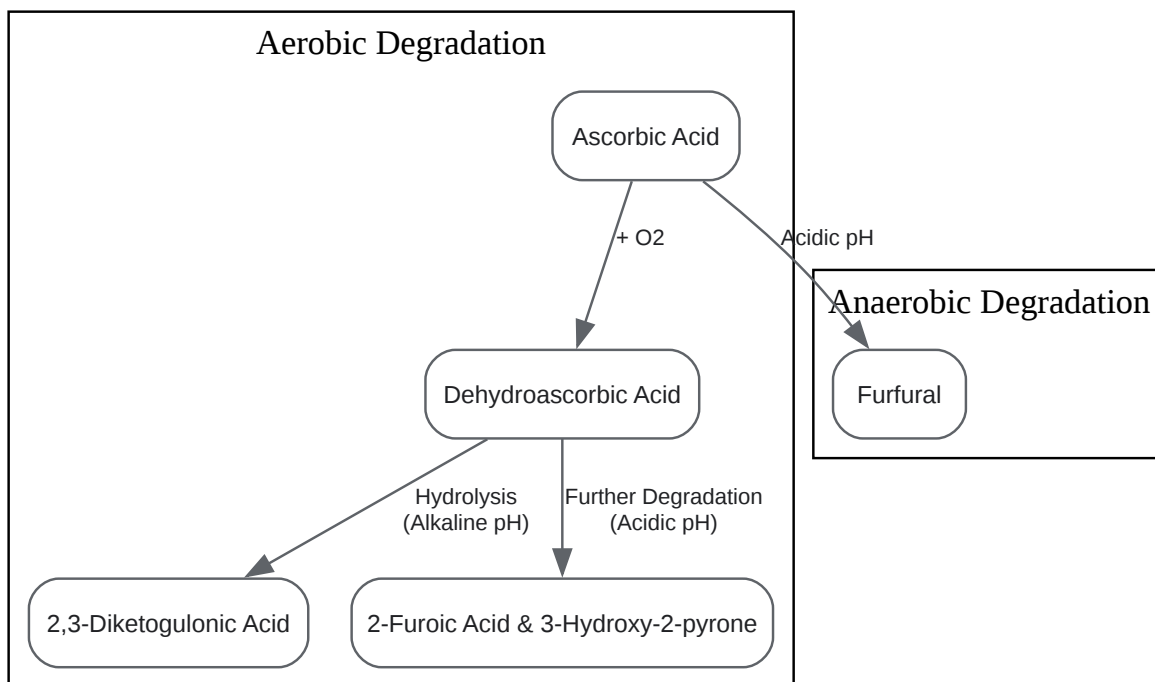 Aerobic Degradation
Ascorbic Acid
+ O2
Acidic pH
Anaerobic Degradation
Dehydroascorbic Acid
Furfural
Hydrolysis
(Alkaline pH)
Further Degradation
(Acidic pH)
2,3-Diketogulonic Acid
2-Furoic Acid & 3-Hydroxy-2-pyrone